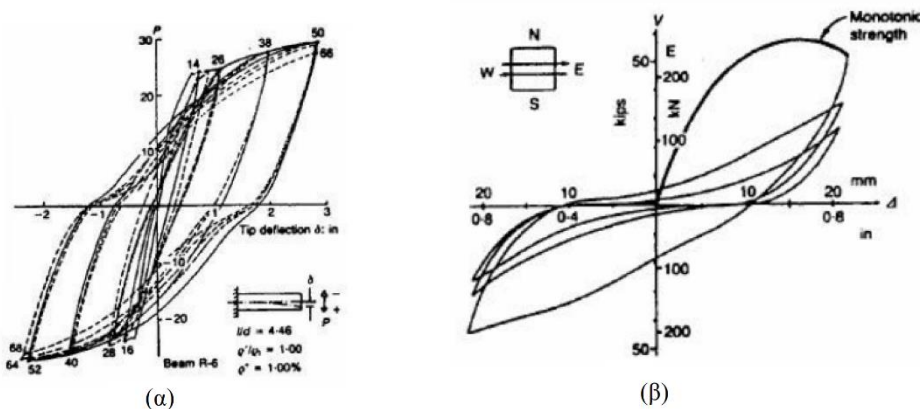 P
30
14
26
38
50
66
20
10
-2
-1
1
2
3
Tip deflection δ: in
-10
-20
68
64
52
40
28
16
δ
P
-
+
l/d = 4·46
ϱ'/ϱ₁ = 1·00
ϱ" = 1·00%
Beam R-6
(α)
V
Monotonic
strength
50
E
200
kips
kN
100
N
W
E
S
20
10
10
20
mm
Δ
0·8
0·4
0·4
0·8
in
100
200
50
(β)